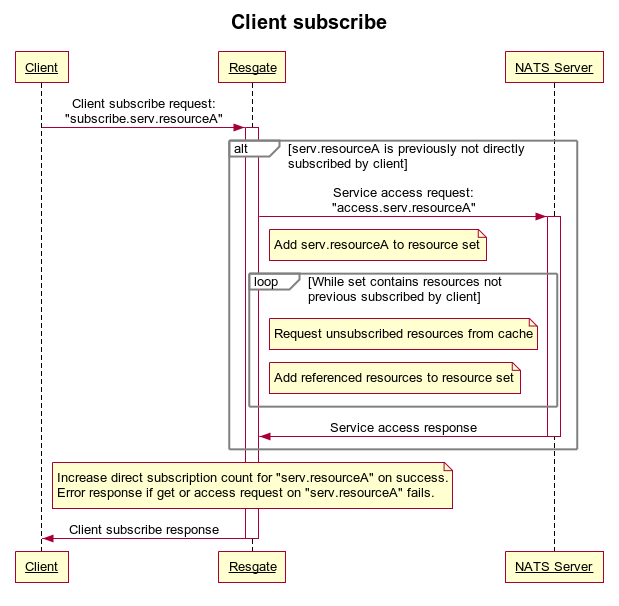 Client subscribe
Client
Resgate
NATS Server
Client subscribe request:
"subscribe.serv.resourceA"
alt
[serv.resourceA is previously not directly
subscribed by client]
Service access request:
"access.serv.resourceA"
Add serv.resourceA to resource set
loop
[While set contains resources not
previous subscribed by client]
Request unsubscribed resources from cache
Add referenced resources to resource set
Service access response
Increase direct subscription count for "serv.resourceA" on success.
Error response if get or access request on "serv.resourceA" fails.
Client subscribe response
Client
Resgate
NATS Server